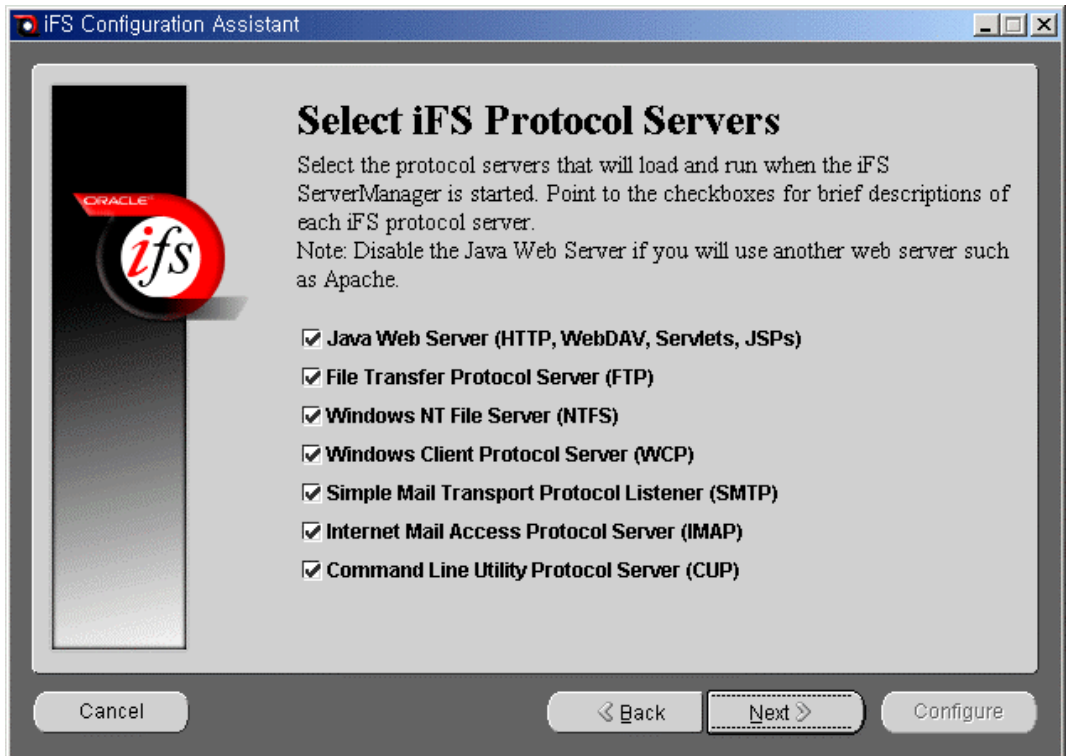 iFS Configuration Assistant
Select iFS Protocol Servers
Select the protocol servers that will load and run when the iFS
ServerManager is started. Point to the checkboxes for brief descriptions of
each iFS protocol server.
Note: Disable the Java Web Server if you will use another web server such
as Apache.
ORACLE
ifs
Java Web Server (HTTP, WebDAV, Servlets, JSPs)
File Transfer Protocol Server (FTP)
Windows NT File Server (NTFS)
Windows Client Protocol Server (WCP)
Simple Mail Transport Protocol Listener (SMTP)
Internet Mail Access Protocol Server (IMAP)
Command Line Utility Protocol Server (CUP)
Cancel
Back
Next
Configure